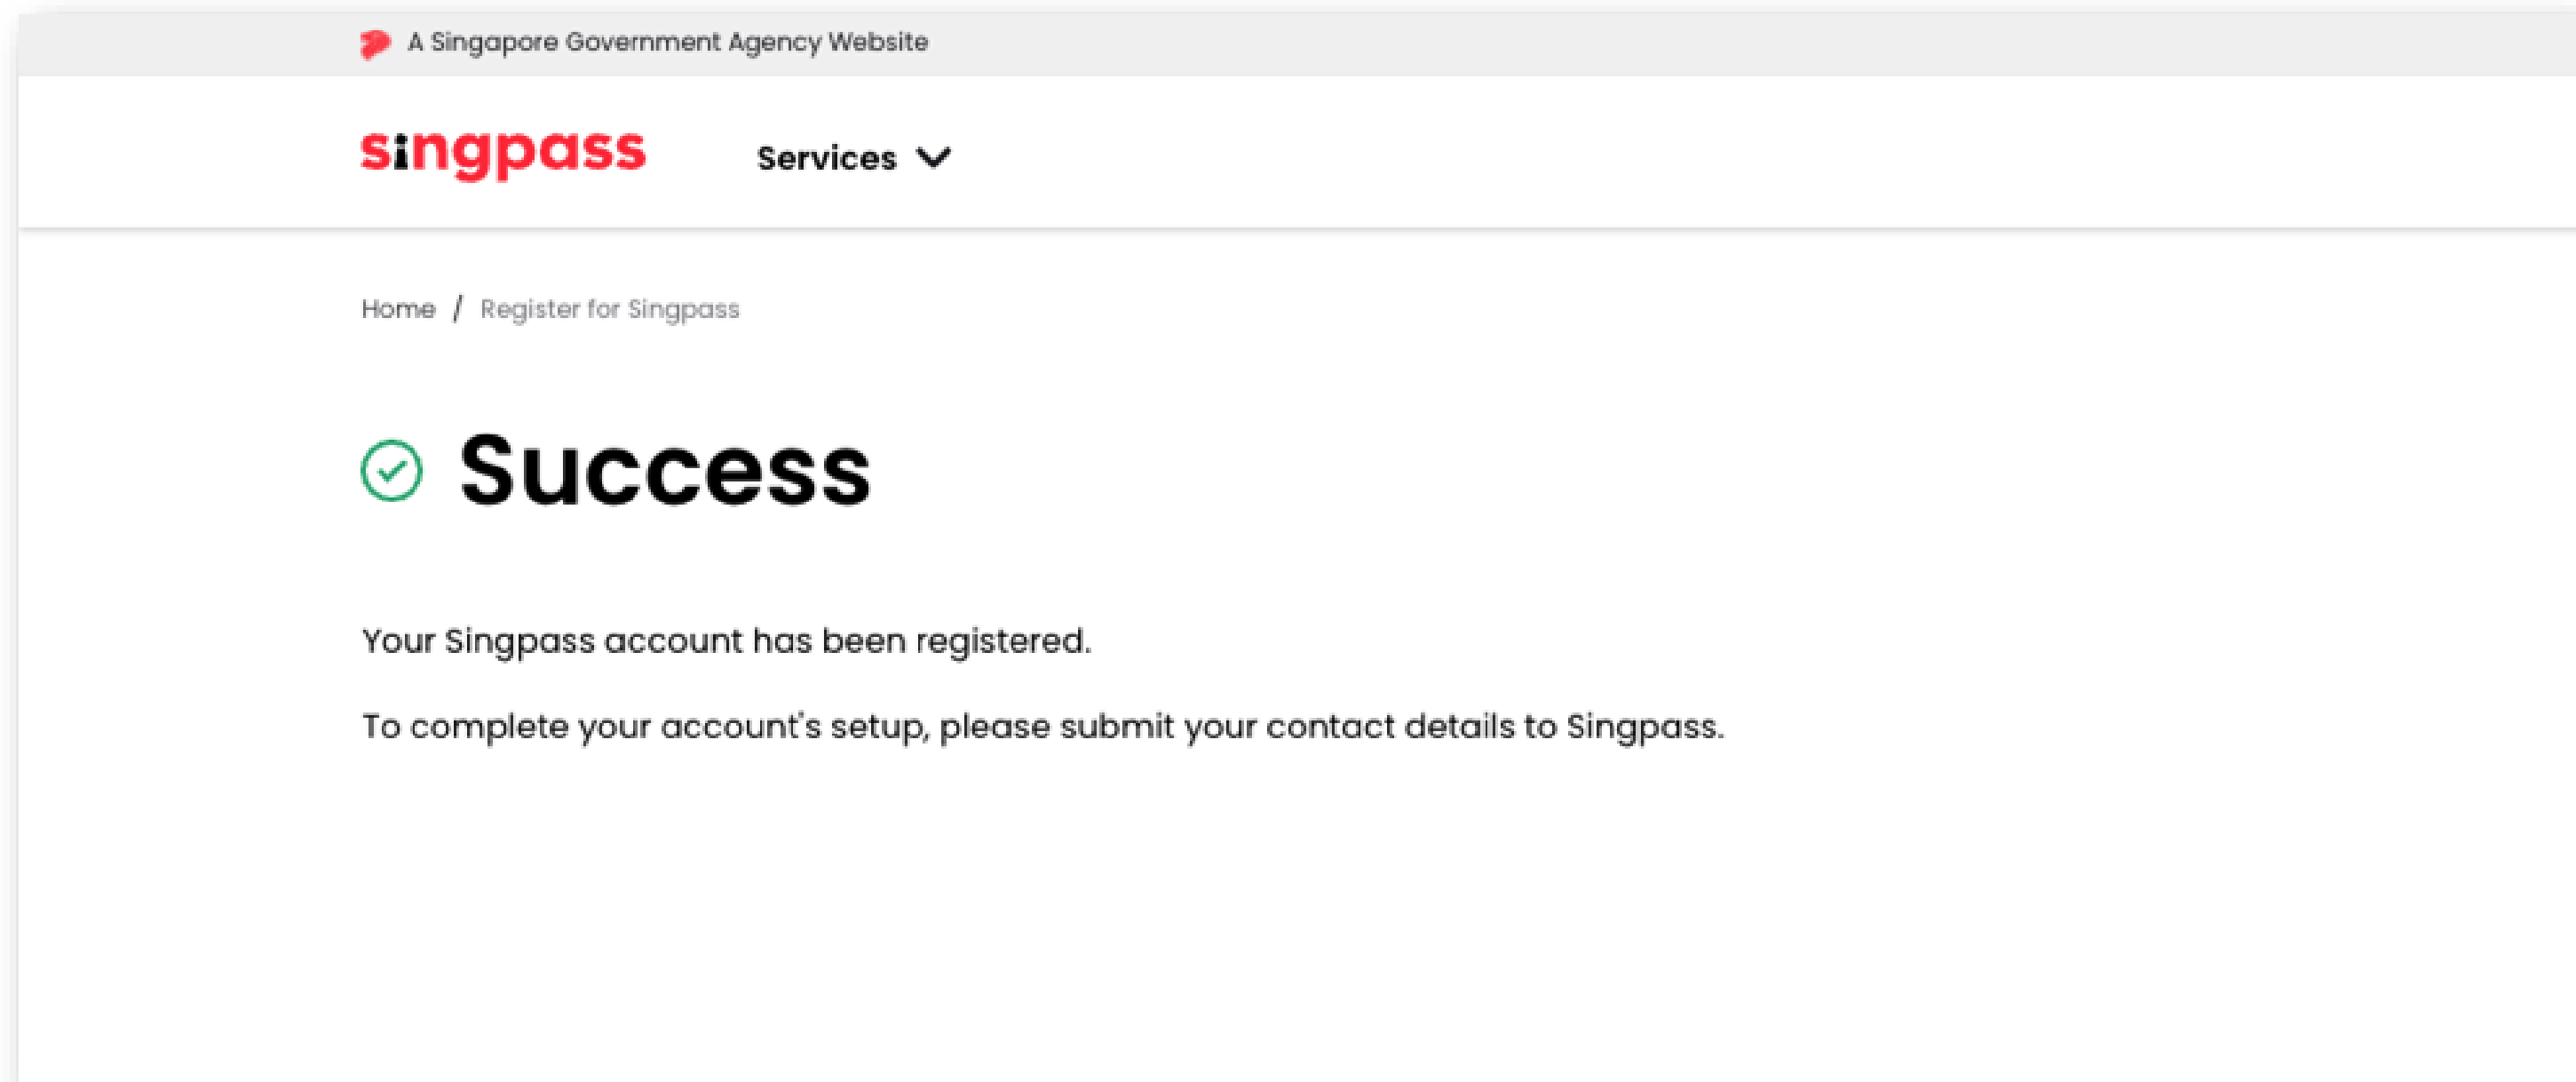 A Singapore Government Agency Website
singpass
Services
Home / Register for Singpass
Success
Your Singpass account has been registered.
To complete your account's setup, please submit your contact details to Singpass.